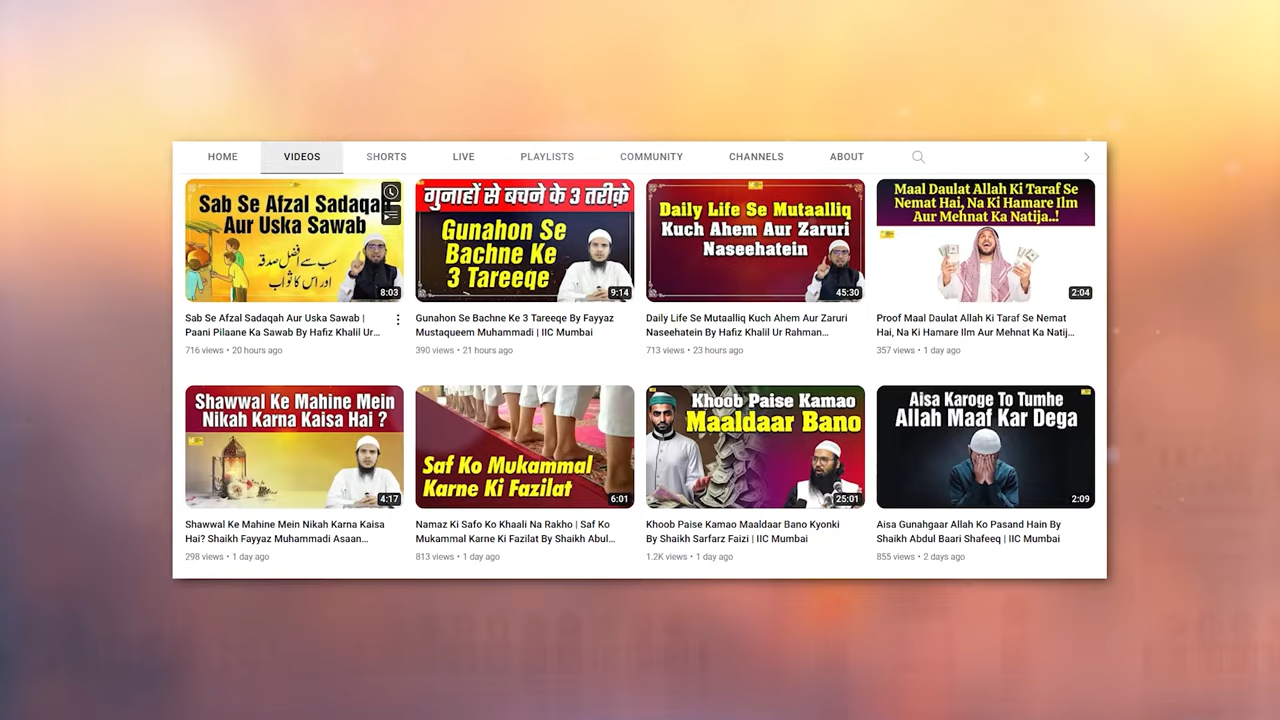 HOME VIDEOS SHORTS LIVE PLAYLISTS COMMUNITY CHANNELS ABOUT
Sab Se Afzal Sadaqah
Aur Uska Sawab
سب سے افضل صدقہ
اور اس کا ثواب
8:03
गुनाहों से बचने के 3 तरीक़े
Gunahon Se
Bachne Ke
3 Tareeqe
9:14
Daily Life Se Mutaalliq
Kuch Ahem Aur Zaruri
Naseehatein
45:30
Maal Daulat Allah Ki Taraf Se
Nemat Hai, Na Ki Hamare Ilm
Aur Mehnat Ka Natija..!
2:04
Sab Se Afzal Sadaqah Aur Uska Sawab |
Paani Pilaane Ka Sawab By Hafiz Khalil Ur...
716 views • 20 hours ago
Gunahon Se Bachne Ke 3 Tareeqe By Fayyaz
Mustaqueem Muhammadi | IIC Mumbai
390 views • 21 hours ago
Daily Life Se Mutaalliq Kuch Ahem Aur Zaruri
Naseehatein By Hafiz Khalil Ur Rahman...
713 views • 23 hours ago
Proof Maal Daulat Allah Ki Taraf Se Nemat
Hai, Na Ki Hamare Ilm Aur Mehnat Ka Natij...
357 views • 1 day ago
Shawwal Ke Mahine Mein
Nikah Karna Kaisa Hai ?
4:17
Saf Ko Mukammal
Karne Ki Fazilat
6:01
Khoob Paise Kamao
Maaldaar Bano
25:01
Aisa Karoge To Tumhe
Allah Maaf Kar Dega
2:09
Shawwal Ke Mahine Mein Nikah Karna Kaisa
Hai? Shaikh Fayyaz Muhammadi Asaan...
298 views • 1 day ago
Namaz Ki Safo Ko Khaali Na Rakho | Saf Ko
Mukammal Karne Ki Fazilat By Shaikh Abul...
813 views • 1 day ago
Khoob Paise Kamao Maaldaar Bano Kyonki
By Shaikh Sarfarz Faizi | IIC Mumbai
1.2K views • 1 day ago
Aisa Gunahgaar Allah Ko Pasand Hain By
Shaikh Abdul Baari Shafeeq | IIC Mumbai
855 views • 2 days ago